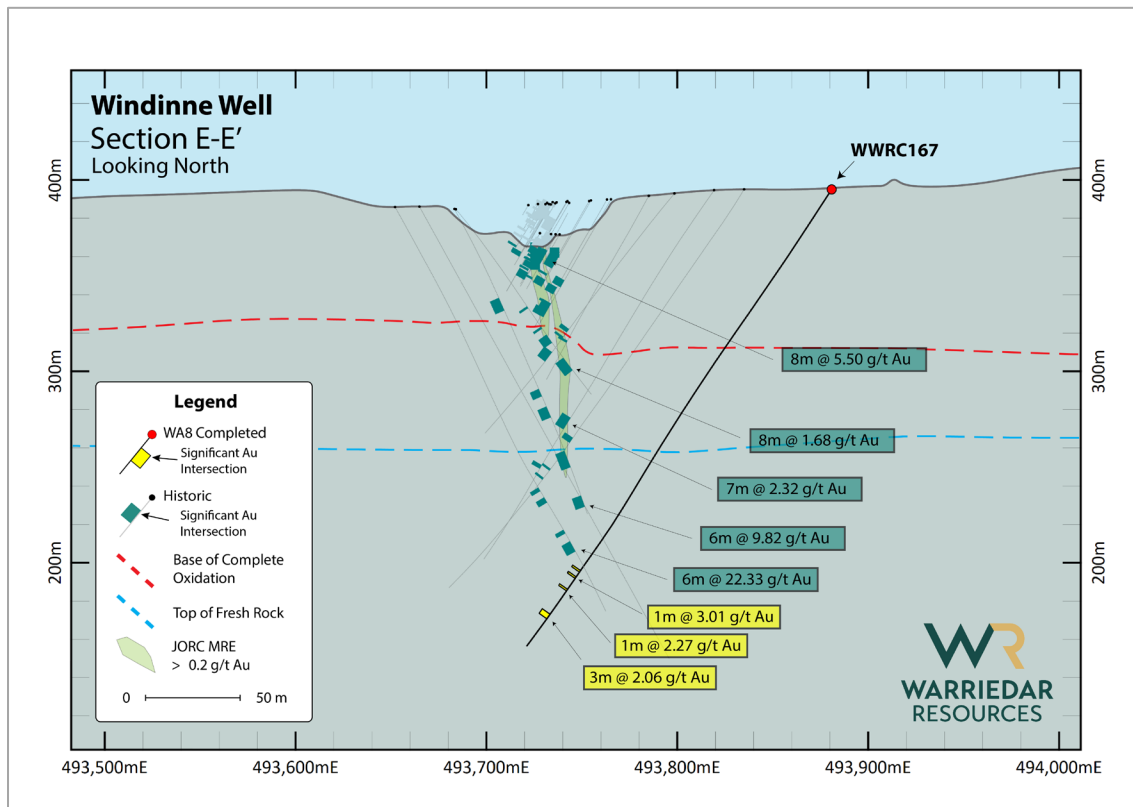 Windinne Well
Section E-E’
Looking North
WWRC167
400m
300m
200m
400m
300m
200m
8m @ 5.50 g/t Au
8m @ 1.68 g/t Au
7m @ 2.32 g/t Au
6m @ 9.82 g/t Au
6m @ 22.33 g/t Au
1m @ 3.01 g/t Au
1m @ 2.27 g/t Au
3m @ 2.06 g/t Au
Legend
WA8 Completed
Significant Au
Intersection
Historic
Significant Au
Intersection
Base of Complete
Oxidation
Top of Fresh Rock
JORC MRE
> 0.2 g/t Au
0 50 m
WR
WARRIEDAR
RESOURCES
493,500mE 493,600mE 493,700mE 493,800mE 493,900mE 494,000mE